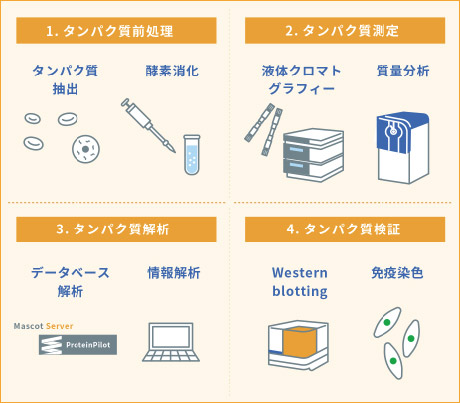 1. タンパク質前処理
タンパク質
抽出
酵素消化
2. タンパク質測定
液体クロマト
グラフィー
質量分析
3. タンパク質解析
データベース
解析
情報解析
Mascot Server
ProteinPilot
4. タンパク質検証
Western
blotting
免疫染色